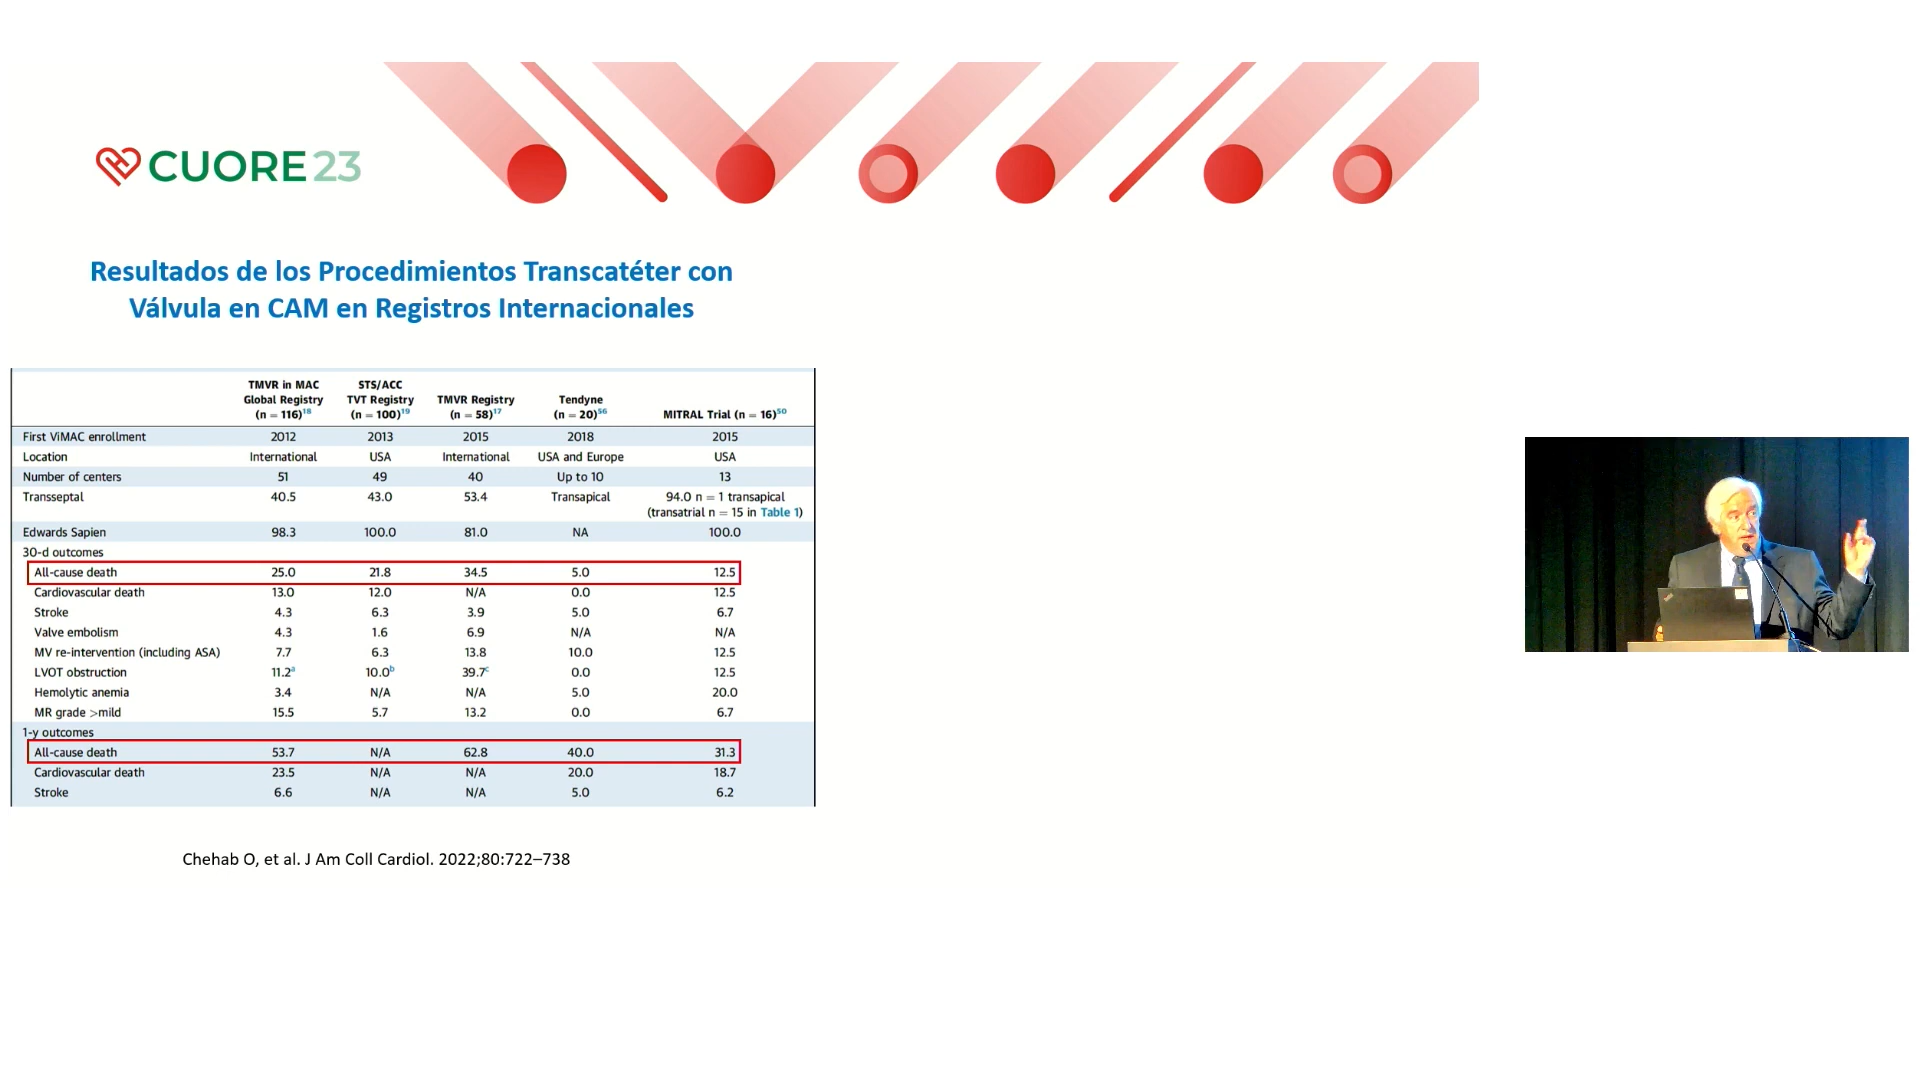 CUORE 23
Resultados de los Procedimientos Transcatéter con
Válvula en CAM en Registros Internacionales
TMVR in MAC Global Registry (n = 116)18 STS/ACC TVT Registry (n = 100)19 TMVR Registry (n = 58)17 Tendyne (n = 20)56 MITRAL Trial (n = 16)50
First ViMAC enrollment 2012 2013 2015 2018 2015
Location International USA International USA and Europe USA
Number of centers 51 49 40 Up to 10 13
Transseptal 40.5 43.0 53.4 Transapical 94.0 n = 1 transapical
(transatrial n = 15 in Table 1)
Edwards Sapien 98.3 100.0 81.0 NA 100.0
30-d outcomes
All-cause death 25.0 21.8 34.5 5.0 12.5
Cardiovascular death 13.0 12.0 N/A 0.0 12.5
Stroke 4.3 6.3 3.9 5.0 6.7
Valve embolism 4.3 1.6 6.9 N/A N/A
MV re-intervention (including ASA) 7.7 6.3 13.8 10.0 12.5
LVOT obstruction 11.2a 10.0b 39.7c 0.0 12.5
Hemolytic anemia 3.4 N/A N/A 5.0 20.0
MR grade >mild 15.5 5.7 13.2 0.0 6.7
1-y outcomes
All-cause death 53.7 N/A 62.8 40.0 31.3
Cardiovascular death 23.5 N/A N/A 20.0 18.7
Stroke 6.6 N/A N/A 5.0 6.2
Chehab O, et al. J Am Coll Cardiol. 2022;80:722–738